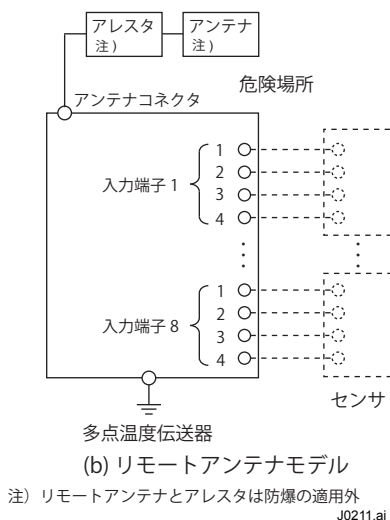 アレスタ アンテナ
注） 注）
危険場所
アンテナコネクタ
入力端子 1
1
2
3
4
入力端子 8
1
2
3
4
センサ
多点温度伝送器
(b) リモートアンテナモデル
注）リモートアンテナとアレスタは防爆の適用外
J0211.ai